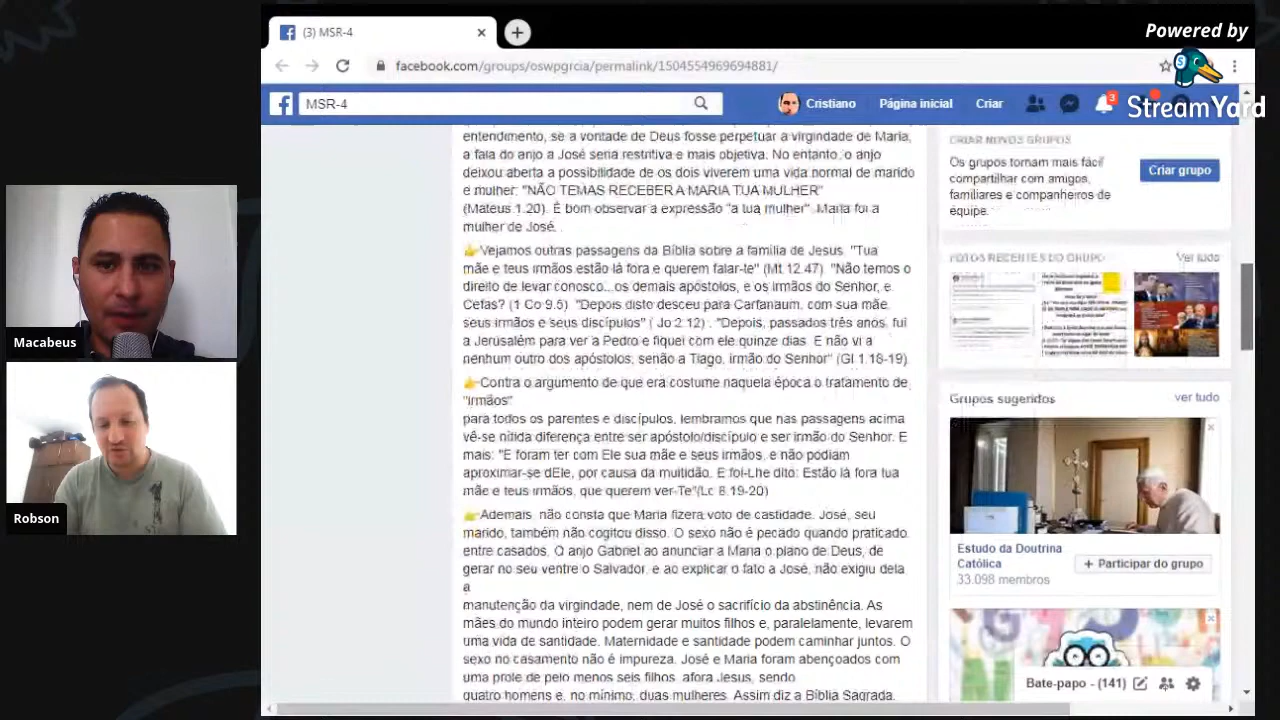 (3) MSR-4
Powered by
facebook.com/groups/oswpgrcia/permalink/1504554969694881/
StreamYard
MSR-4
Cristiano
Página inicial
Criar
3
entendimento, se a vontade de Deus fosse perpetuar a virgindade de Maria,
a fala do anjo a José seria restritiva e mais objetiva. No entanto, o anjo
deixou aberta a possibilidade de os dois viverem uma vida normal de marido
e mulher: "NÃO TEMAS RECEBER A MARIA TUA MULHER"
(Mateus 1.20). É bom observar a expressão "a tua mulher". Maria foi a
mulher de José.
Vejamos outras passagens da Bíblia sobre a família de Jesus. "Tua
mãe e teus irmãos estão lá fora e querem falar-te" (Mt 12.47). "Não temos o
direito de levar conosco...os demais apóstolos, e os irmãos do Senhor, e
Cefas? (1 Co 9.5). "Depois disto desceu para Carfanaum, com sua mãe,
seus irmãos e seus discípulos" ( Jo 2.12) . "Depois, passados três anos, fui
a Jerusalém para ver a Pedro e fiquei com ele quinze dias. E não vi a
nenhum outro dos apóstolos, senão a Tiago, irmão do Senhor" (Gl 1.18-19).
Contra o argumento de que era costume naquela época o tratamento de
"irmãos"
para todos os parentes e discípulos, lembramos que nas passagens acima
vê-se nítida diferença entre ser apóstolo/discípulo e ser irmão do Senhor. E
mais: "E foram ter com Ele sua mãe e seus irmãos, e não podiam
aproximar-se dEle, por causa da multidão. E foi-Lhe dito: Estão lá fora tua
mãe e teus irmãos, que querem ver-Te"(Lc 8.19-20)
Ademais, não consta que Maria fizera voto de castidade. José, seu
marido, também não cogitou disso. O sexo não é pecado quando praticado
entre casados. O anjo Gabriel ao anunciar a Maria o plano de Deus, de
gerar no seu ventre o Salvador, e ao explicar o fato a José, não exigiu dela
a
manutenção da virgindade, nem de José o sacrifício da abstinência. As
mães do mundo inteiro podem gerar muitos filhos e, paralelamente, levarem
uma vida de santidade. Maternidade e santidade podem caminhar juntos. O
sexo no casamento não é impureza. José e Maria foram abençoados com
uma prole de pelo menos seis filhos, afora Jesus, sendo
quatro homens e, no mínimo, duas mulheres. Assim diz a Bíblia Sagrada.
CRIAR NOVOS GRUPOS
Os grupos tornam mais fácil
compartilhar com amigos,
familiares e companheiros de
equipe.
Criar grupo
FOTOS RECENTES DO GRUPO
Ver tudo
Grupos sugeridos
ver tudo
Estudo da Doutrina
Católica
33.098 membros
+ Participar do grupo
Bate-papo - (141)
Macabeus
Robson